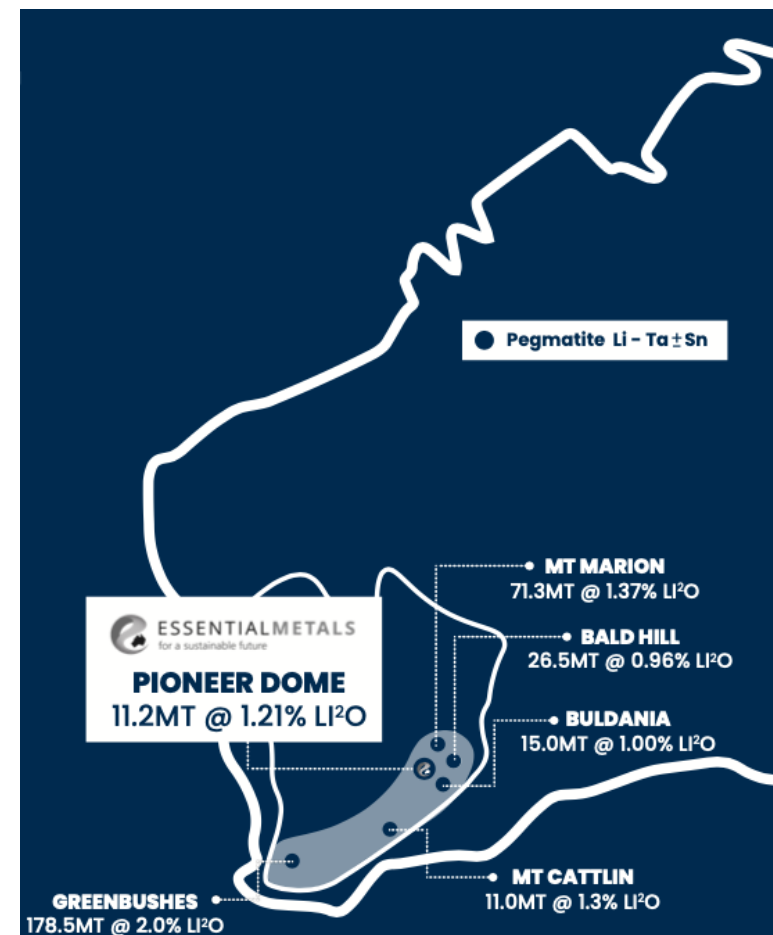 Pegmatite Li - Ta ± Sn
MT MARION
71.3MT @ 1.37% LI²O
ESSENTIALMETALS
for a sustainable future
PIONEER DOME
11.2MT @ 1.21% LI²O
BALD HILL
26.5MT @ 0.96% LI²O
BULDANIA
15.0MT @ 1.00% LI²O
MT CATTLIN
11.0MT @ 1.3% LI²O
GREENBUSHES
178.5MT @ 2.0% LI²O